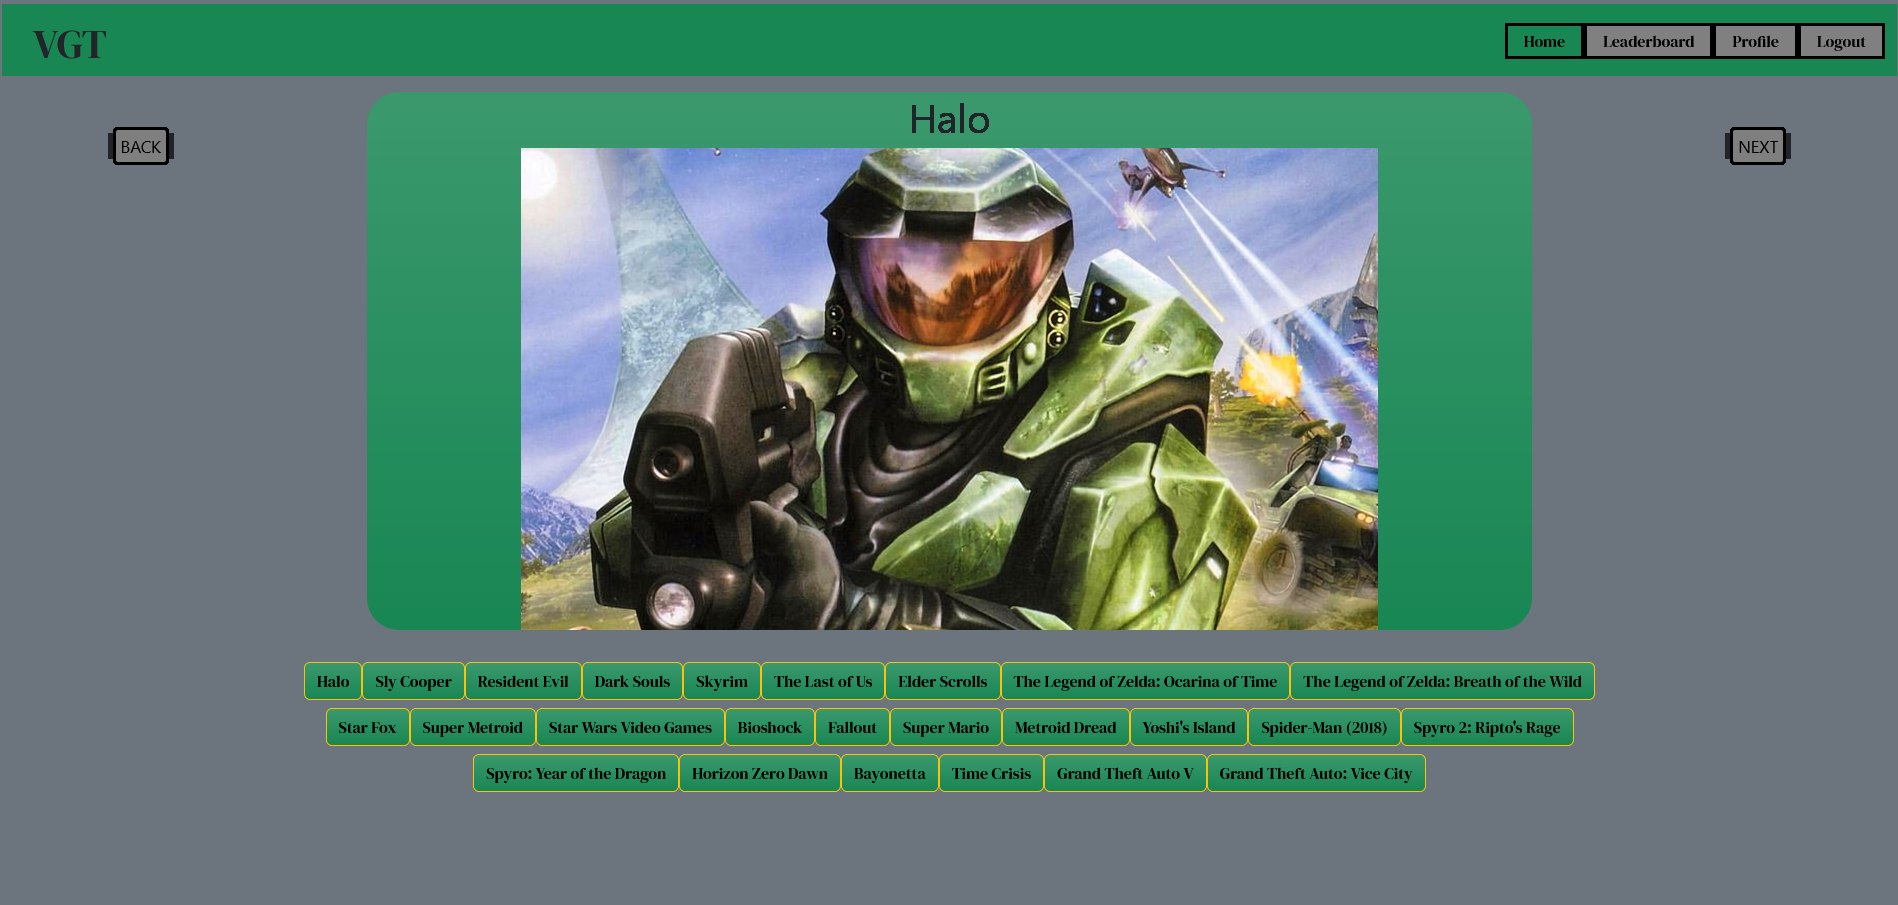 VGT
Home Leaderboard Profile Logout
Halo
BACK
NEXT
Halo Sly Cooper Resident Evil Dark Souls Skyrim The Last of Us Elder Scrolls The Legend of Zelda: Ocarina of Time The Legend of Zelda: Breath of the Wild
Star Fox Super Metroid Star Wars Video Games Bioshock Fallout Super Mario Metroid Dread Yoshi's Island Spider-Man (2018) Spyro 2: Ripto's Rage
Spyro: Year of the Dragon Horizon Zero Dawn Bayonetta Time Crisis Grand Theft Auto V Grand Theft Auto: Vice City